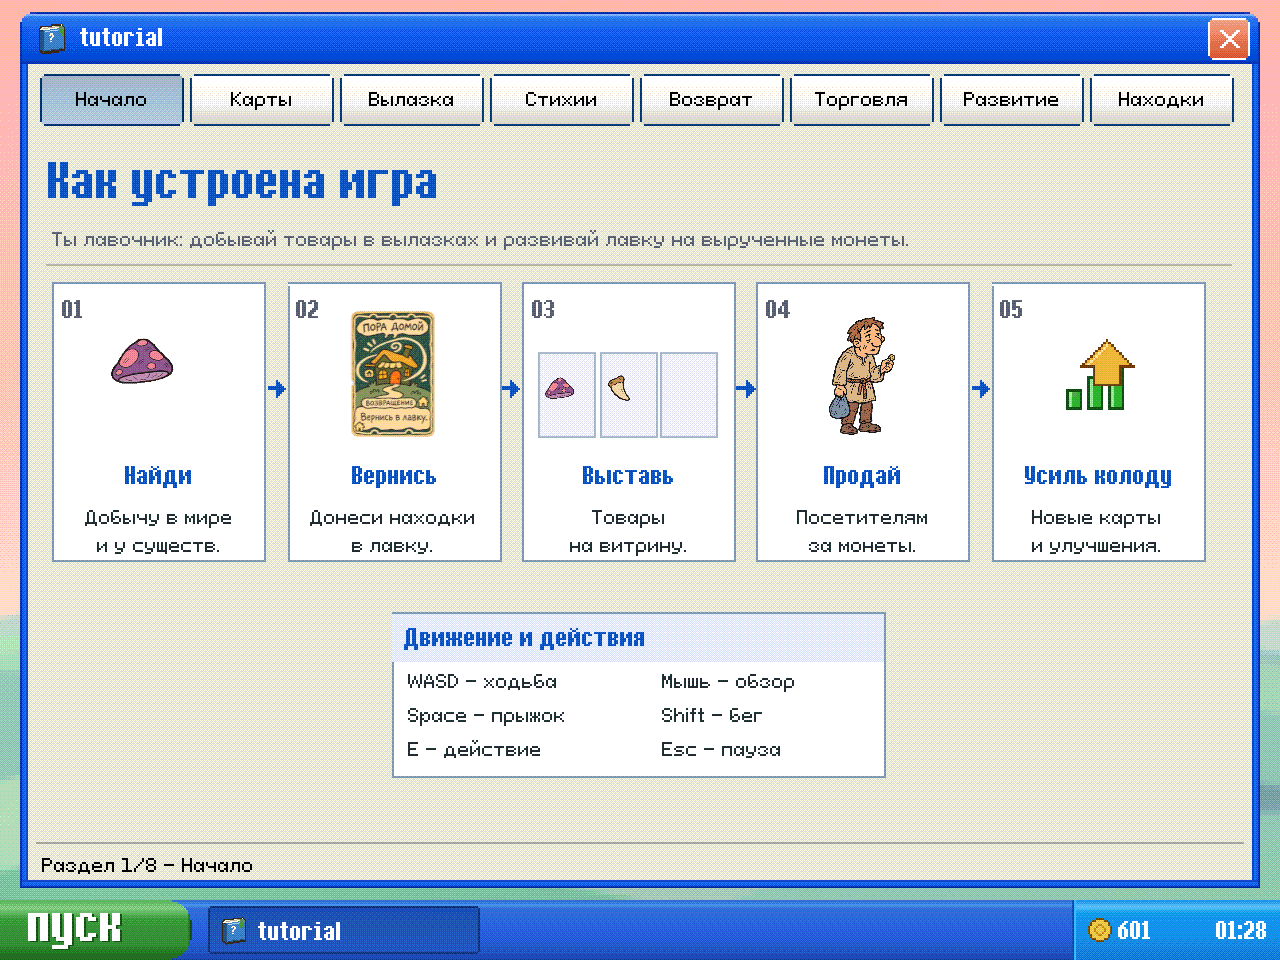 tutorial
Начало
Карты
Вылазка
Стихии
Возврат
Торговля
Развитие
Находки
Как устроена игра
Ты лавочник: добывай товары в вылазках и развивай лавку на вырученные монеты.
01
Найди
Добычу в мире
и у существ.
02
ПОРА ДОМОЙ
ВОЗВРАЩЕНИЕ
Вернись в лавку.
Вернись
Донеси находки
в лавку.
03
Выставь
Товары
на витрину.
04
Продай
Посетителям
за монеты.
05
Усиль колоду
Новые карты
и улучшения.
Движение и действия
WASD – ходьба
Мышь – обзор
Space – прыжок
Shift – бег
E – действие
Esc – пауза
Раздел 1/8 – Начало
пуск
tutorial
601
01:28